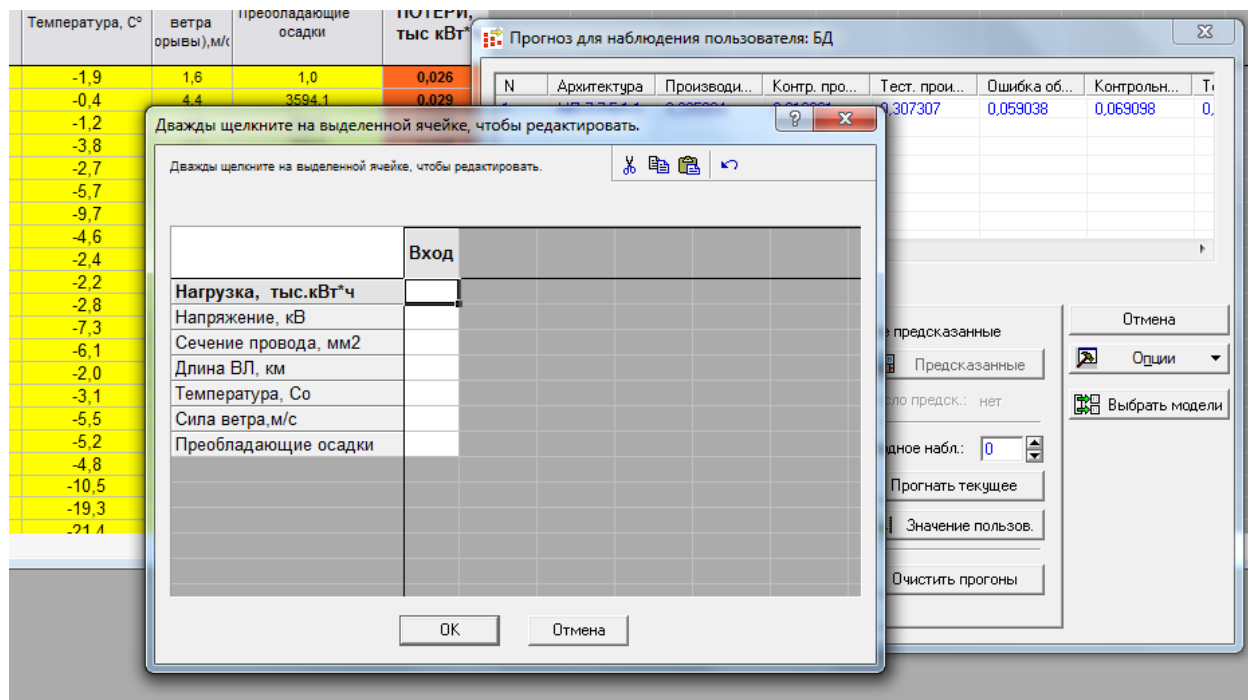 Температура, С°
ветра
орывы),м/с
Преобладающие
осадки
ПОТЕРИ,
тыс кВт*
-1,9 1,6 1,0 0,026
-0,4 4,4 3594,1 0,029
-1,2
-3,8
-2,7
-5,7
-9,7
-4,6
-2,4
-2,2
-2,8
-7,3
-6,1
-2,0
-3,1
-5,5
-5,2
-4,8
-10,5
-19,3
-21,4
Прогноз для наблюдения пользователя: БД
N Архитектура Производи... Контр. про... Тест. прои... Ошибка об... Контрольн...
0,307307 0,059038 0,069098 0,
Дважды щелкните на выделенной ячейке, чтобы редактировать.
Дважды щелкните на выделенной ячейке, чтобы редактировать.
Вход
Нагрузка, тыс.кВт*ч
Напряжение, кВ
Сечение провода, мм2
Длина ВЛ, км
Температура, Со
Сила ветра,м/с
Преобладающие осадки
OK
Отмена
е предсказанные
Предсказанные
сло предск.: нет
дное набл.: 0
Прогнать текущее
Значение пользов.
Очистить прогоны
Отмена
Опции
Выбрать модели